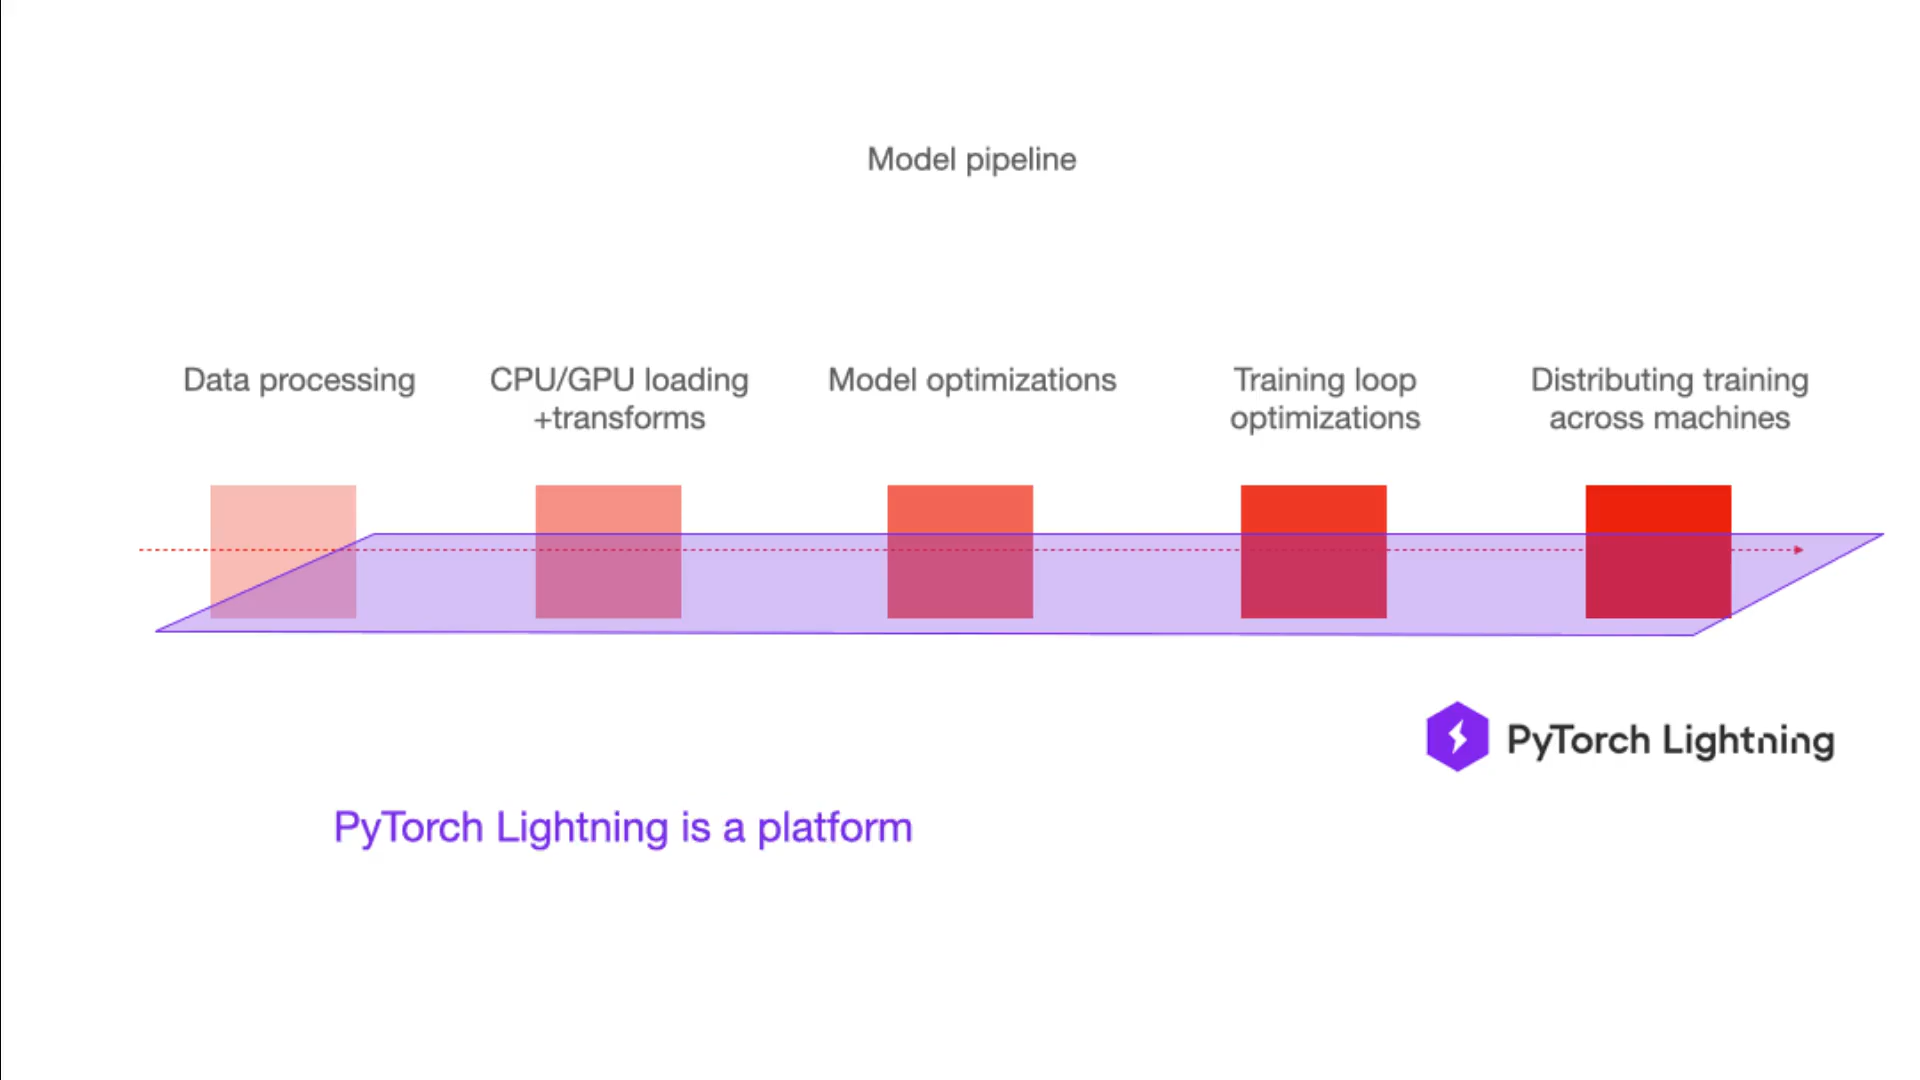 Model pipeline
Data processing
CPU/GPU loading
+transforms
Model optimizations
Training loop
optimizations
Distributing training
across machines
PyTorch Lightning
PyTorch Lightning is a platform